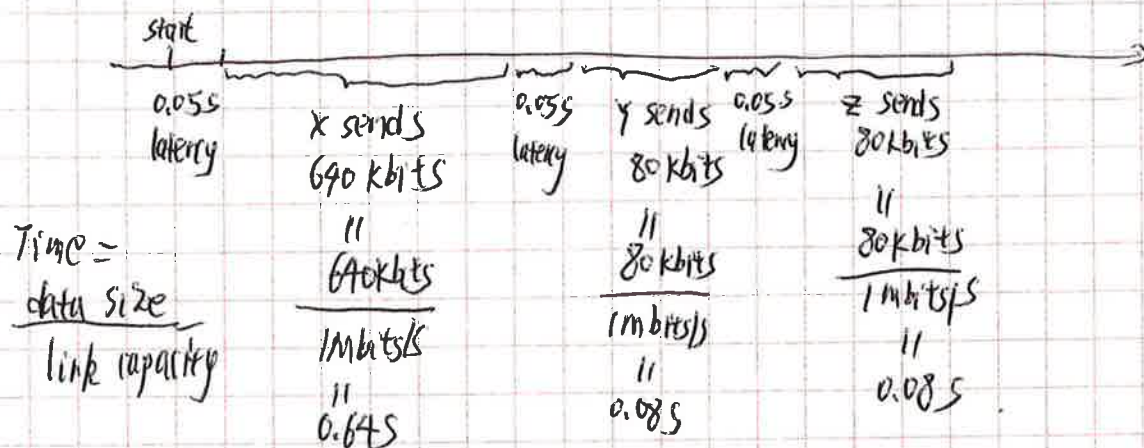 start
0.05s
latency
X sends
640 kbits
||
640kbits
1Mbits/s
||
0.64s
0.05s
latency
Y sends
80 kbits
||
80 kbits
1mbits/s
||
0.08s
0.05s
latency
Z sends
80kbits
||
80kbits
1mbits/s
||
0.08s
Time =
data size
link capacity